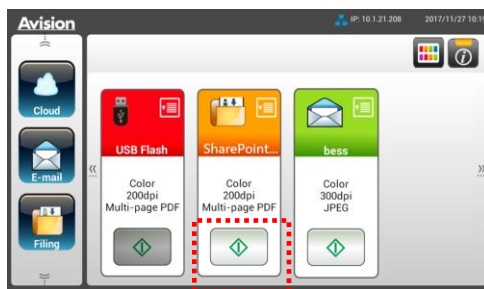 Avision
IP: 10.1.21.208 2017/11/27 10:19
Cloud
E-mail
Filing
USB Flash
Color
200dpi
Multi-page PDF
SharePoint...
Color
200dpi
Multi-page PDF
bess
Color
300dpi
JPEG